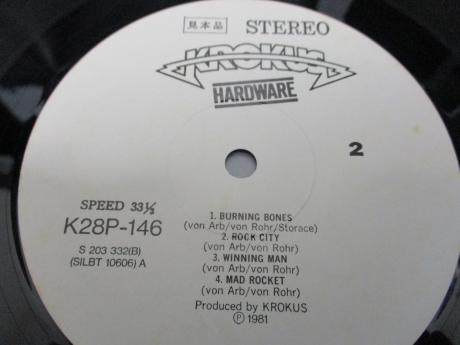 見本品 STEREO
KROKUS
HARDWARE
2
SPEED 33⅓
K28P-146
S 203 332(B)
(SILBT 10606) A
1. BURNING BONES
(von Arb/von Rohr/Storace)
2. ROCK CITY
(von Arb/von Rohr)
3. WINNING MAN
(von Arb/von Rohr)
4. MAD ROCKET
(von Arb/von Rohr)
Produced by KROKUS
Ⓟ 1981